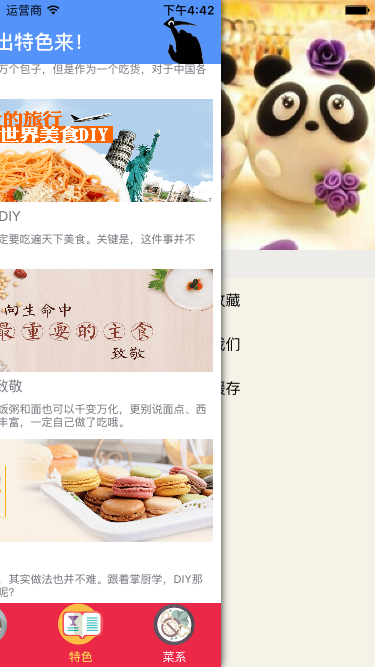 运营商
下午4:42
出特色来！
万个包子，但是作为一个吃货，对于中国各
的旅行
世界美食DIY
DIY
定要吃遍天下美食。关键是，这件事并不
向生命中
最重要的主食
致敬
致敬
饭粥和面也可以千变万化，更别说面点、西
丰富，一定自己做了吃哦。
，其实做法也并不难。跟着掌厨学，DIY那
呢？
收藏
我们
缓存
特色
菜系